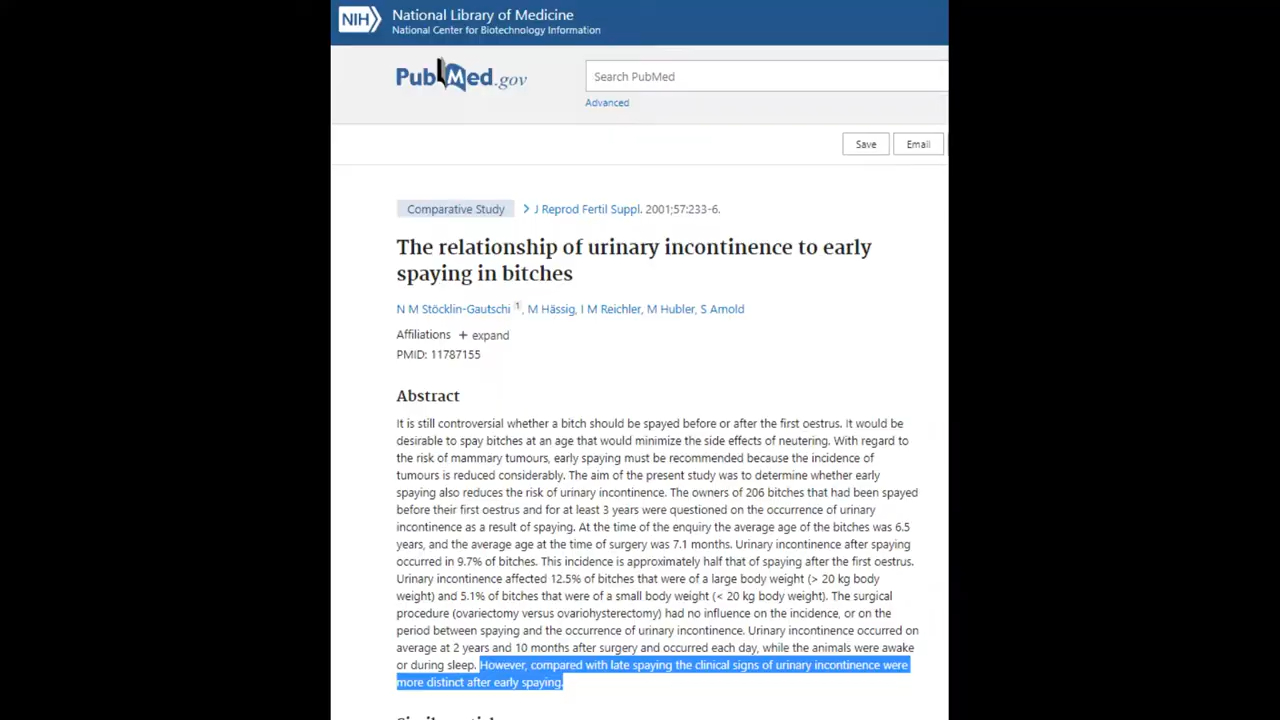 NIH National Library of Medicine
National Center for Biotechnology Information
PubMed.gov
Search PubMed
Advanced
Save Email
Comparative Study > J Reprod Fertil Suppl. 2001;57:233-6.
The relationship of urinary incontinence to early
spaying in bitches
N M Stöcklin-Gautschi 1, M Hässig, I M Reichler, M Hubler, S Arnold
Affiliations + expand
PMID: 11787155
Abstract
It is still controversial whether a bitch should be spayed before or after the first oestrus. It would be
desirable to spay bitches at an age that would minimize the side effects of neutering. With regard to
the risk of mammary tumours, early spaying must be recommended because the incidence of
tumours is reduced considerably. The aim of the present study was to determine whether early
spaying also reduces the risk of urinary incontinence. The owners of 206 bitches that had been spayed
before their first oestrus and for at least 3 years were questioned on the occurrence of urinary
incontinence as a result of spaying. At the time of the enquiry the average age of the bitches was 6.5
years, and the average age at the time of surgery was 7.1 months. Urinary incontinence after spaying
occurred in 9.7% of bitches. This incidence is approximately half that of spaying after the first oestrus.
Urinary incontinence affected 12.5% of bitches that were of a large body weight (> 20 kg body
weight) and 5.1% of bitches that were of a small body weight (< 20 kg body weight). The surgical
procedure (ovariectomy versus ovariohysterectomy) had no influence on the incidence, or on the
period between spaying and the occurrence of urinary incontinence. Urinary incontinence occurred on
average at 2 years and 10 months after surgery and occurred each day, while the animals were awake
or during sleep. However, compared with late spaying the clinical signs of urinary incontinence were
more distinct after early spaying.